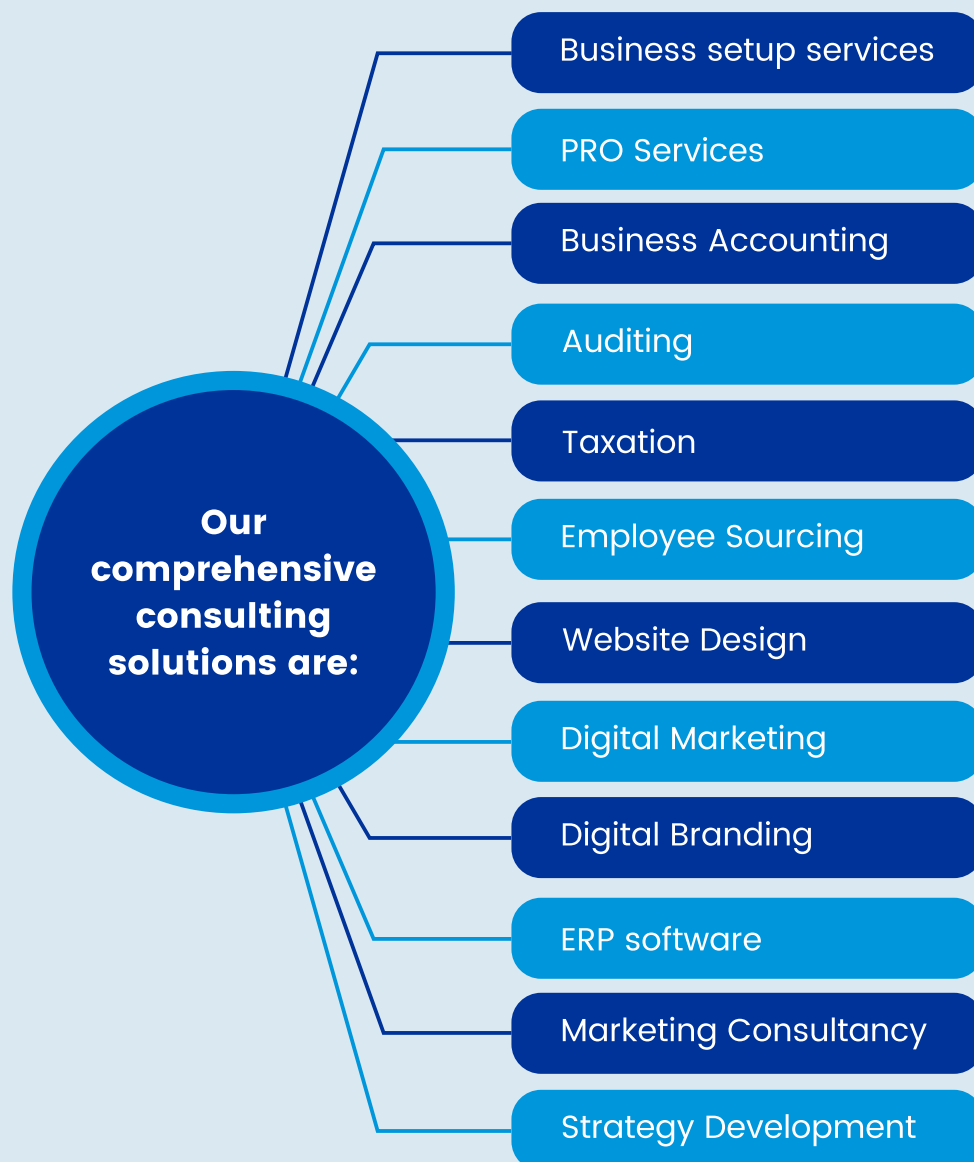 Our
comprehensive
consulting
solutions are:
Business setup services
PRO Services
Business Accounting
Auditing
Taxation
Employee Sourcing
Website Design
Digital Marketing
Digital Branding
ERP software
Marketing Consultancy
Strategy Development